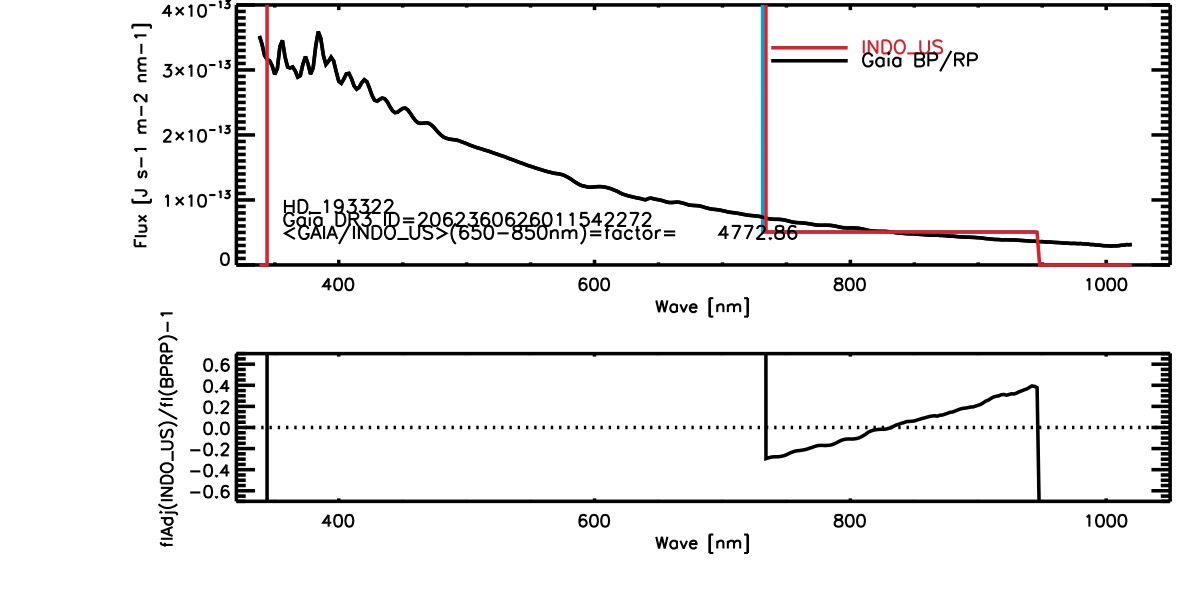 4×10−13
3×10−13
2×10−13
1×10−13
0
Flux [J s−1 m−2 nm−1]
INDO_US
Gaia BP/RP
HD_193322
Gaia DR3 ID=2062360626011542272
<GAIA/INDO_US>(650−850nm)=factor= 4772.86
400 600 800 1000
Wave [nm]
flAdj(INDO_US)/fl(BPRP)−1
0.6
0.4
0.2
0.0
−0.2
−0.4
−0.6
400 600 800 1000
Wave [nm]